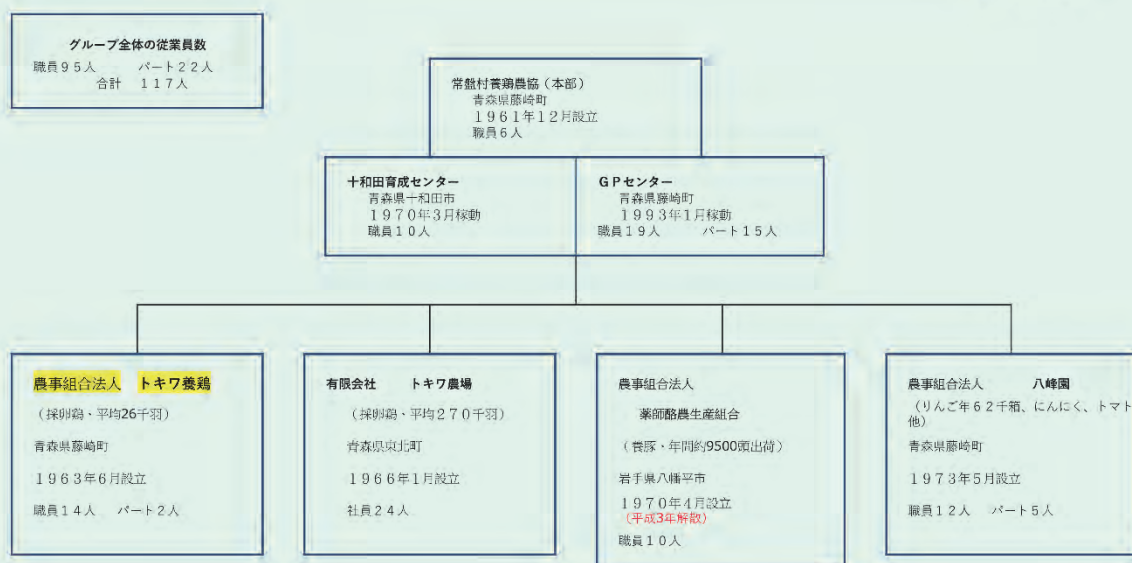 グループ全体の従業員数
職員95人 パート22人
合計 117人
常盤村養鶏農協（本部）
青森県藤崎町
1961年12月設立
職員6人
十和田育成センター
青森県十和田市
1970年3月稼動
職員10人
GPセンター
青森県藤崎町
1993年1月稼動
職員19人 パート15人
農事組合法人 トキワ養鶏
（採卵鶏・平均26千羽）
青森県藤崎町
1963年6月設立
職員14人 パート2人
有限会社 トキワ農場
（採卵鶏・平均270千羽）
青森県東北町
1966年1月設立
社員24人
農事組合法人
薬師酪農生産組合
（養豚・年間約9500頭出荷）
岩手県八幡平市
1970年4月設立
（平成3年解散）
職員10人
農事組合法人 八峰園
（りんご年62千箱、にんにく、トマト
他）
青森県藤崎町
1973年5月設立
職員12人 パート5人